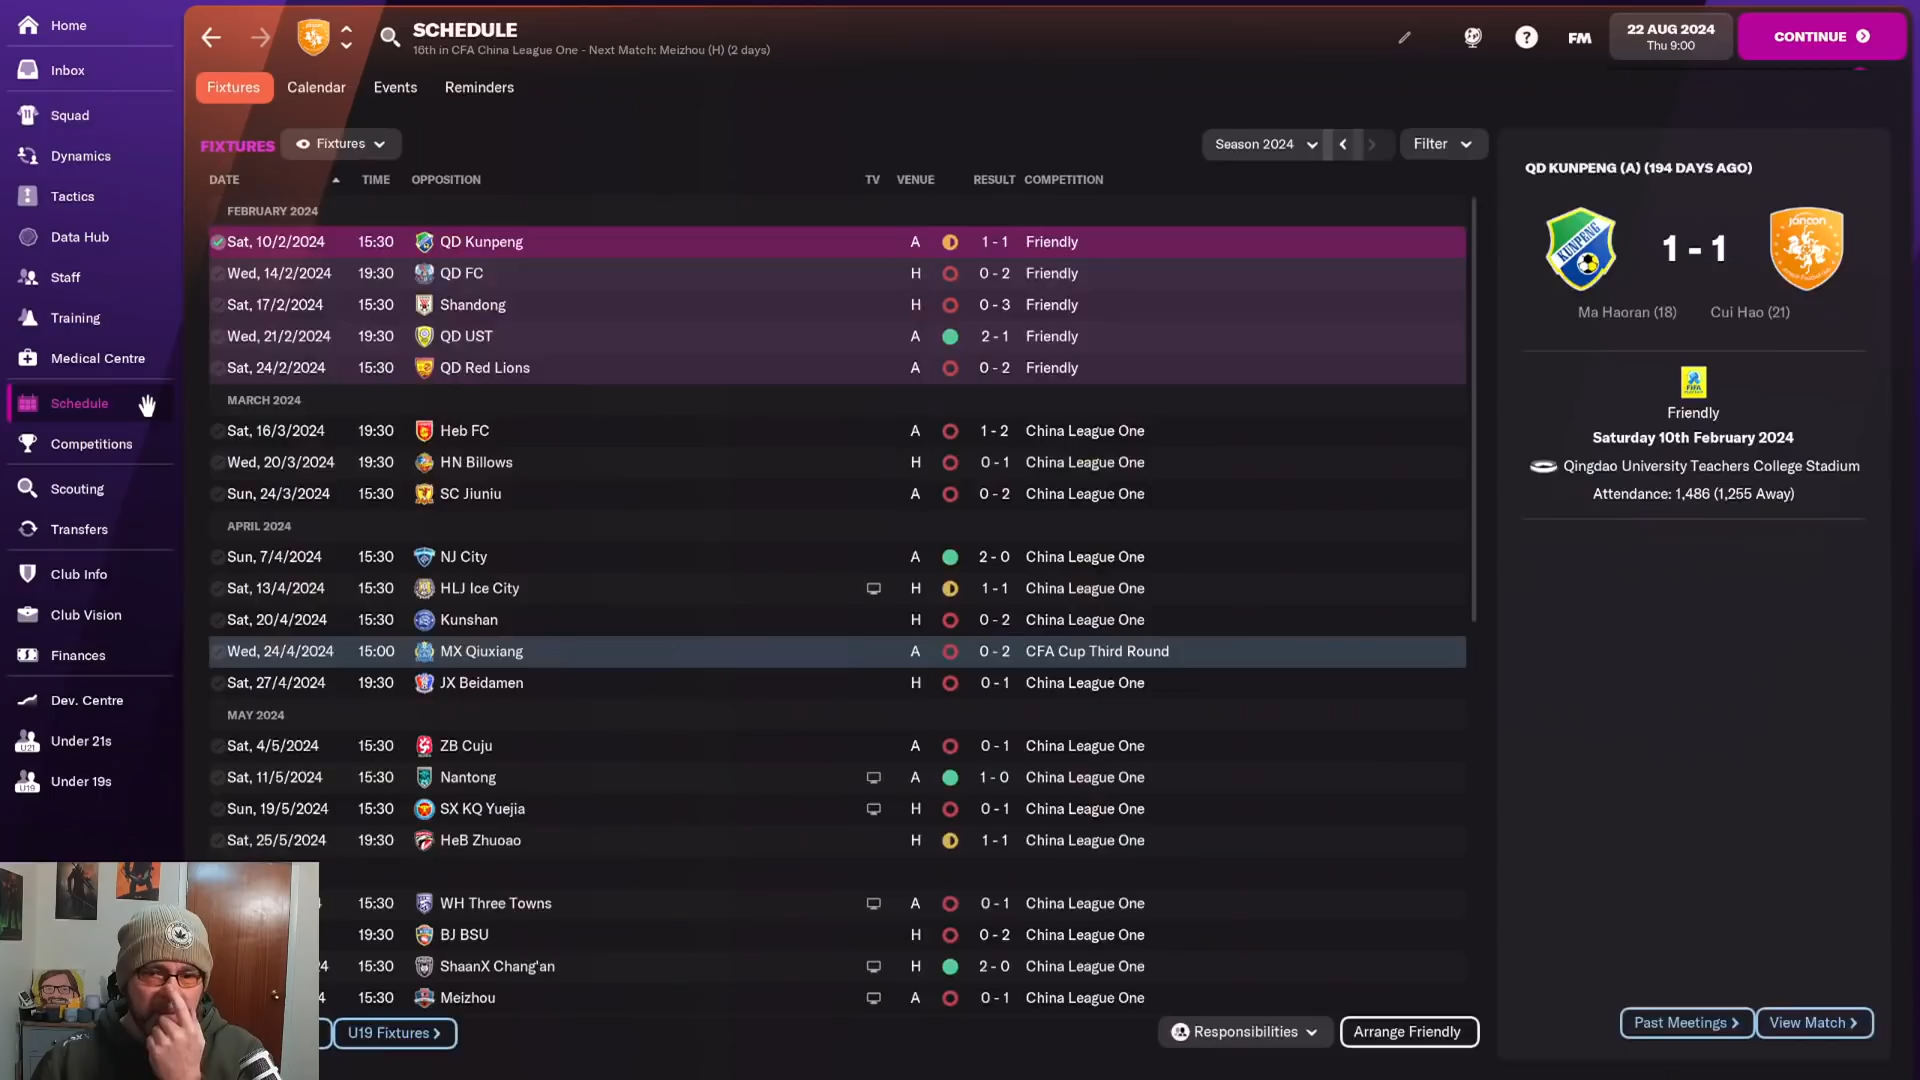 Home
Inbox
Squad
Dynamics
Tactics
Data Hub
Staff
Training
Medical Centre
Schedule
Competitions
Scouting
Transfers
Club Info
Club Vision
Finances
Dev. Centre
U21 Under 21s
U19 Under 19s
SCHEDULE
16th in CFA China League One - Next Match: Meizhou (H) (2 days)
? FM
22 AUG 2024
Thu 9:00
CONTINUE
Fixtures Calendar Events Reminders
FIXTURES Fixtures Season 2024 Filter
DATE TIME OPPOSITION TV VENUE RESULT COMPETITION
FEBRUARY 2024
Sat, 10/2/2024 15:30 QD Kunpeng A 1 - 1 Friendly
Wed, 14/2/2024 19:30 QD FC H 0 - 2 Friendly
Sat, 17/2/2024 15:30 Shandong H 0 - 3 Friendly
Wed, 21/2/2024 19:30 QD UST A 2 - 1 Friendly
Sat, 24/2/2024 15:30 QD Red Lions A 0 - 2 Friendly
MARCH 2024
Sat, 16/3/2024 19:30 Heb FC A 1 - 2 China League One
Wed, 20/3/2024 19:30 HN Billows H 0 - 1 China League One
Sun, 24/3/2024 15:30 SC Jiuniu A 0 - 2 China League One
APRIL 2024
Sun, 7/4/2024 15:30 NJ City A 2 - 0 China League One
Sat, 13/4/2024 15:30 HLJ Ice City H 1 - 1 China League One
Sat, 20/4/2024 15:30 Kunshan H 0 - 2 China League One
Wed, 24/4/2024 15:00 MX Qiuxiang A 0 - 2 CFA Cup Third Round
Sat, 27/4/2024 19:30 JX Beidamen H 0 - 1 China League One
MAY 2024
Sat, 4/5/2024 15:30 ZB Cuju A 0 - 1 China League One
Sat, 11/5/2024 15:30 Nantong A 1 - 0 China League One
Sun, 19/5/2024 15:30 SX KQ Yuejia H 0 - 1 China League One
Sat, 25/5/2024 19:30 HeB Zhuoao H 1 - 1 China League One
15:30 WH Three Towns A 0 - 1 China League One
19:30 BJ BSU H 0 - 2 China League One
4 15:30 ShaanX Chang'an H 2 - 0 China League One
4 15:30 Meizhou A 0 - 1 China League One
U19 Fixtures
Responsibilities
Arrange Friendly
QD KUNPENG (A) (194 DAYS AGO)
KUNPENG
1 - 1
joncon
Ma Haoran (18) Cui Hao (21)
FIFA
Friendly
Saturday 10th February 2024
Qingdao University Teachers College Stadium
Attendance: 1,486 (1,255 Away)
Past Meetings
View Match